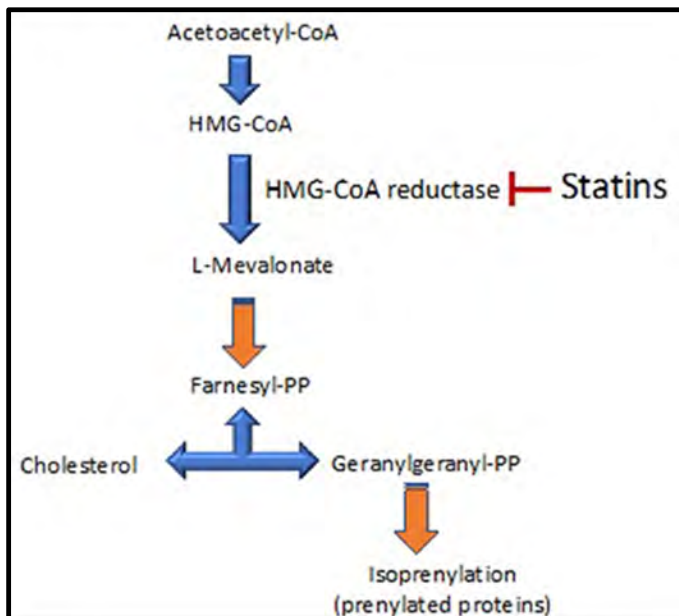 Acetoacetyl-CoA
HMG-CoA
HMG-CoA reductase
Statins
L-Mevalonate
Farnesyl-PP
Cholesterol
Geranylgeranyl-PP
Isoprenylation
(prenylated proteins)